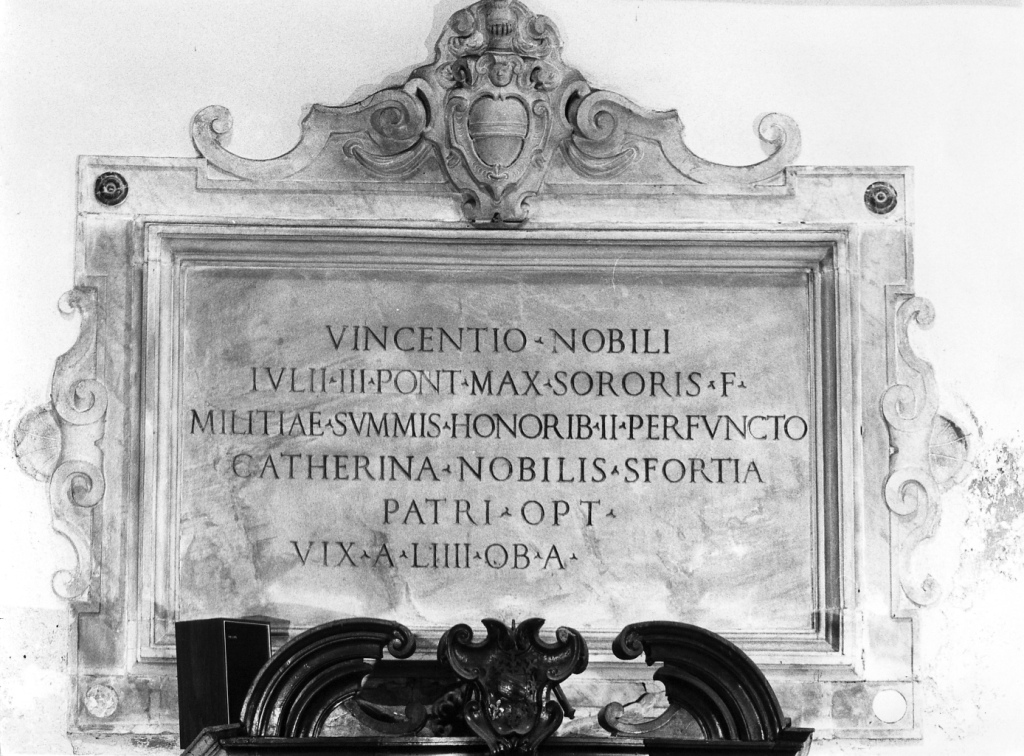 VINCENTIO · NOBILI
IVLII · III · PONT · MAX · SORORIS · F ·
MILITIAE · SVMMIS · HONORIB · II · PERFVNCTO
CATHERINA · NOBILIS · SFORTIA
PATRI · OPT ·
VIX · A · LIIII · OB · A ·